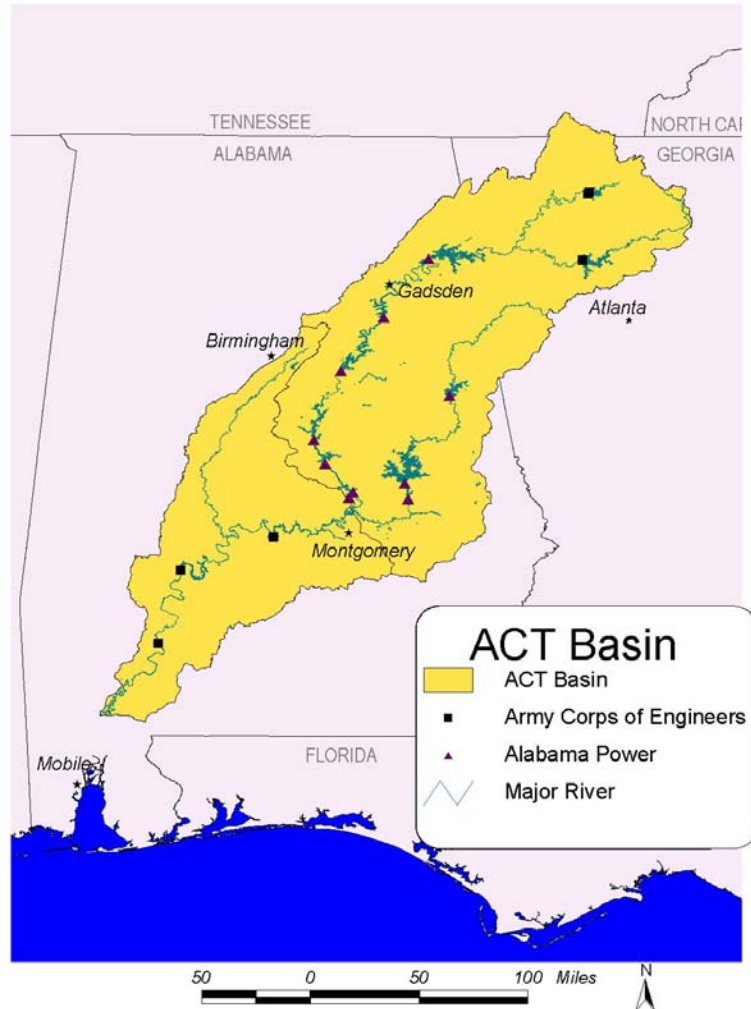 TENNESSEE
NORTH CAR
ALABAMA
GEORGIA
Gadsden
Atlanta
Birmingham
Montgomery
ACT Basin
ACT Basin
Army Corps of Engineers
Alabama Power
Major River
FLORIDA
Mobile
50 0 50 100 Miles
N